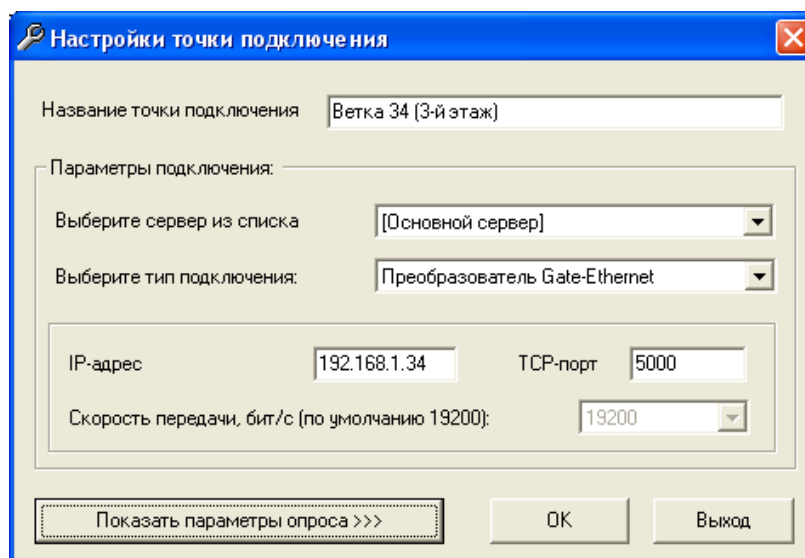 Настройки точки подключения
Название точки подключения Ветка 34 (3-й этаж)
Параметры подключения:
Выберите сервер из списка [Основной сервер]
Выберите тип подключения: Преобразователь Gate-Ethernet
IP-адрес 192.168.1.34 TCP-порт 5000
Скорость передачи, бит/с (по умолчанию 19200): 19200
Показать параметры опроса >>> OK Выход